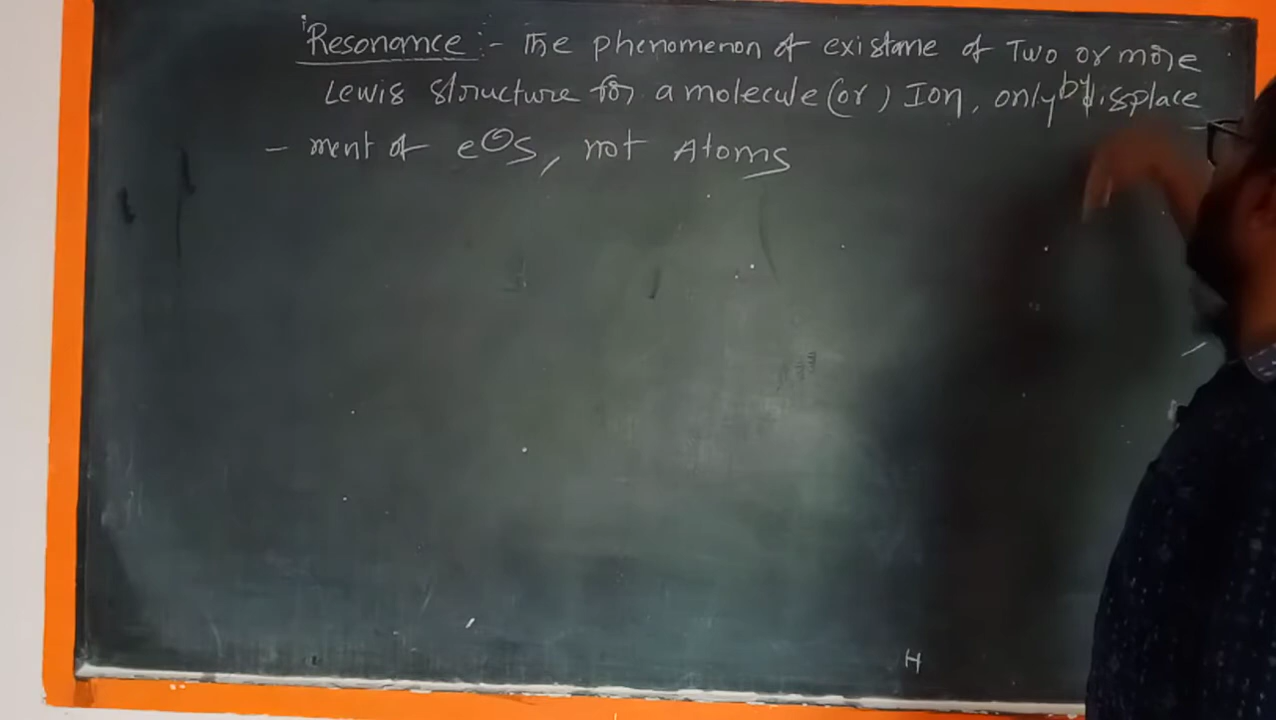 Resonance :- The phenomenon of existane of Two or more
Lewis structure for a molecule (or) Ion, only by displace
- ment of e⊖s, not Atoms
H